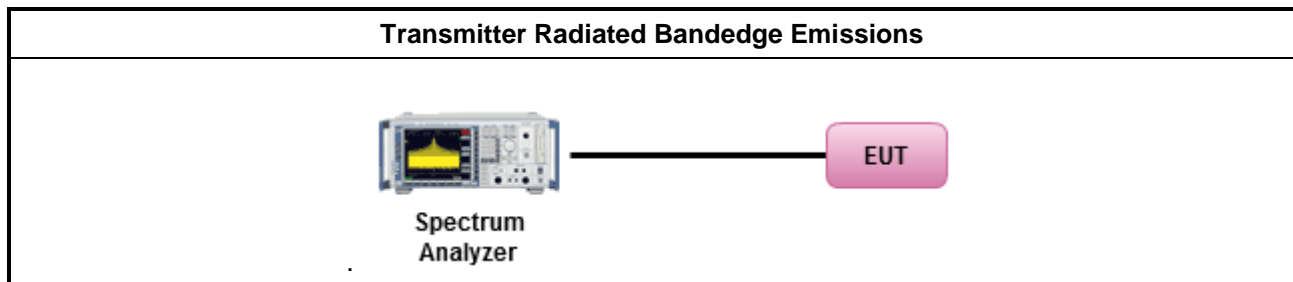 Transmitter Radiated Bandedge Emissions
EUT
Spectrum
Analyzer
.